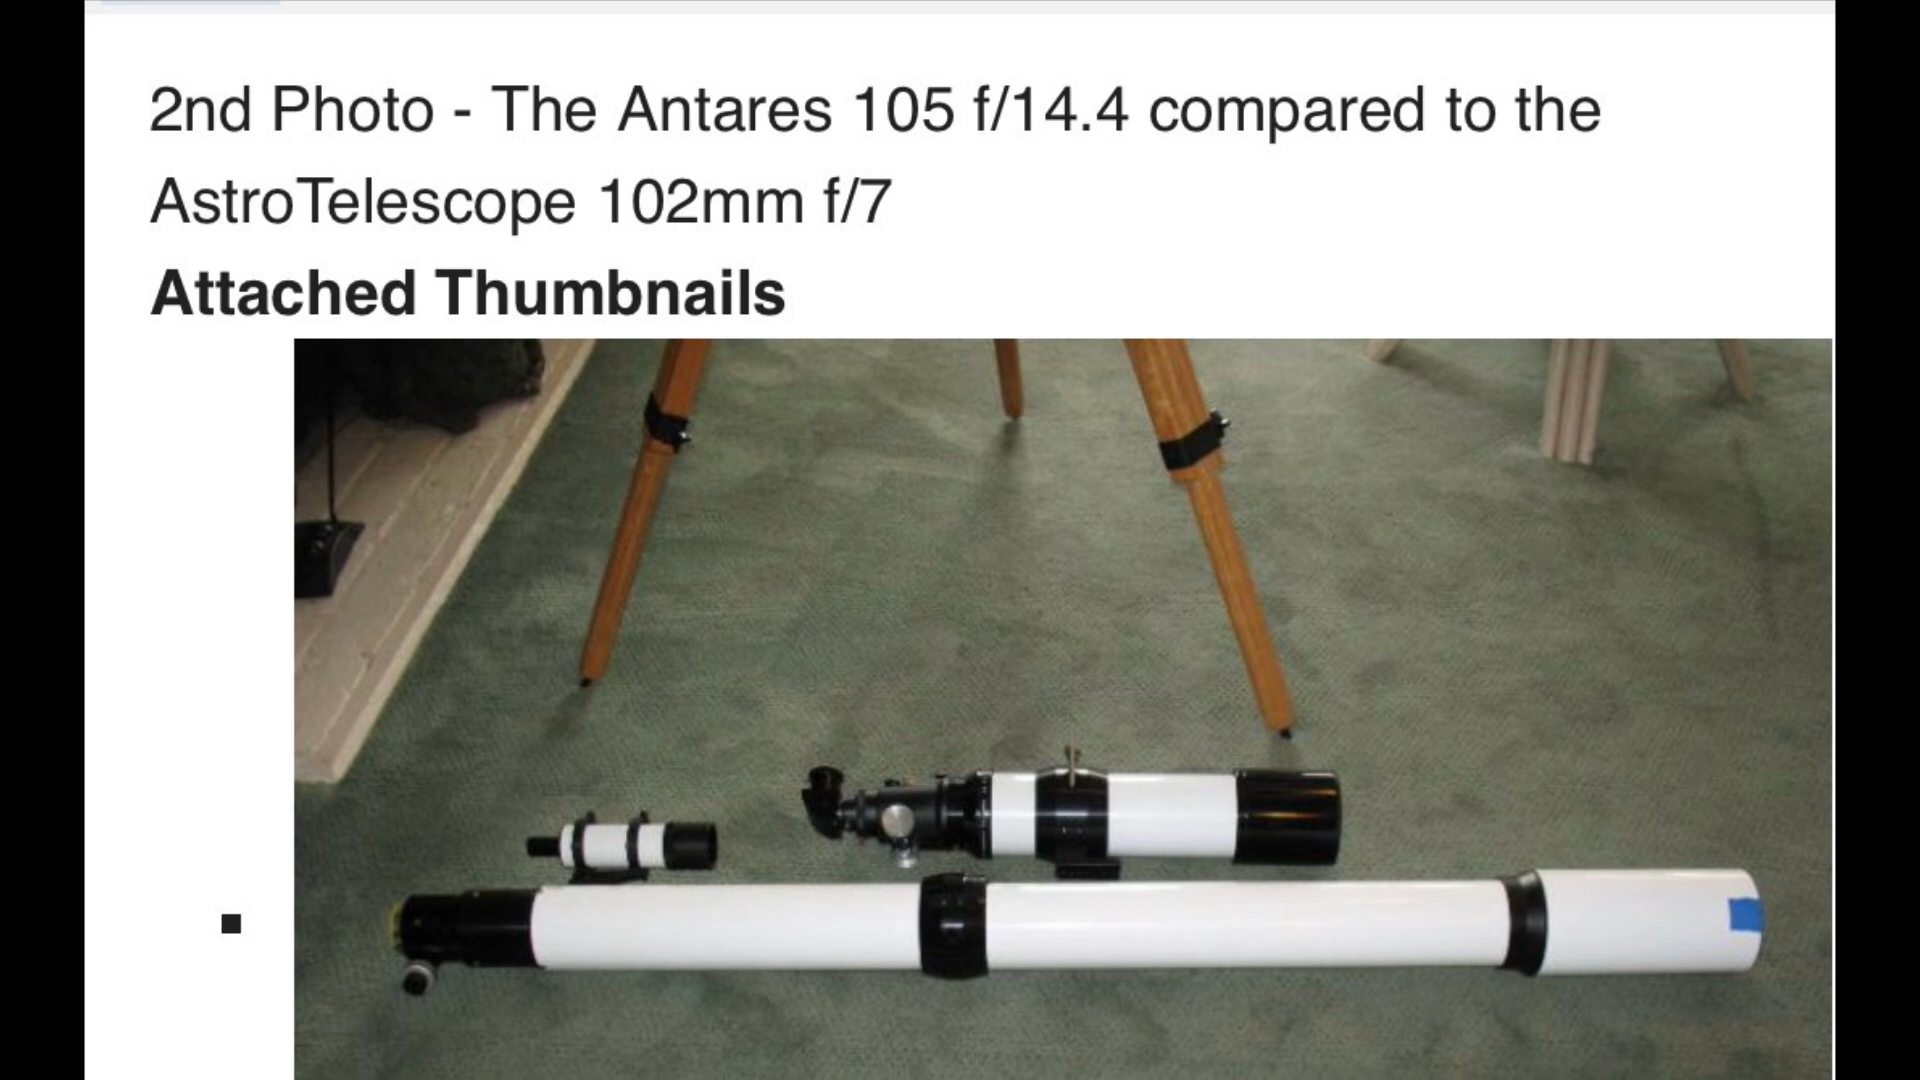 2nd Photo - The Antares 105 f/14.4 compared to the
AstroTelescope 102mm f/7
Attached Thumbnails